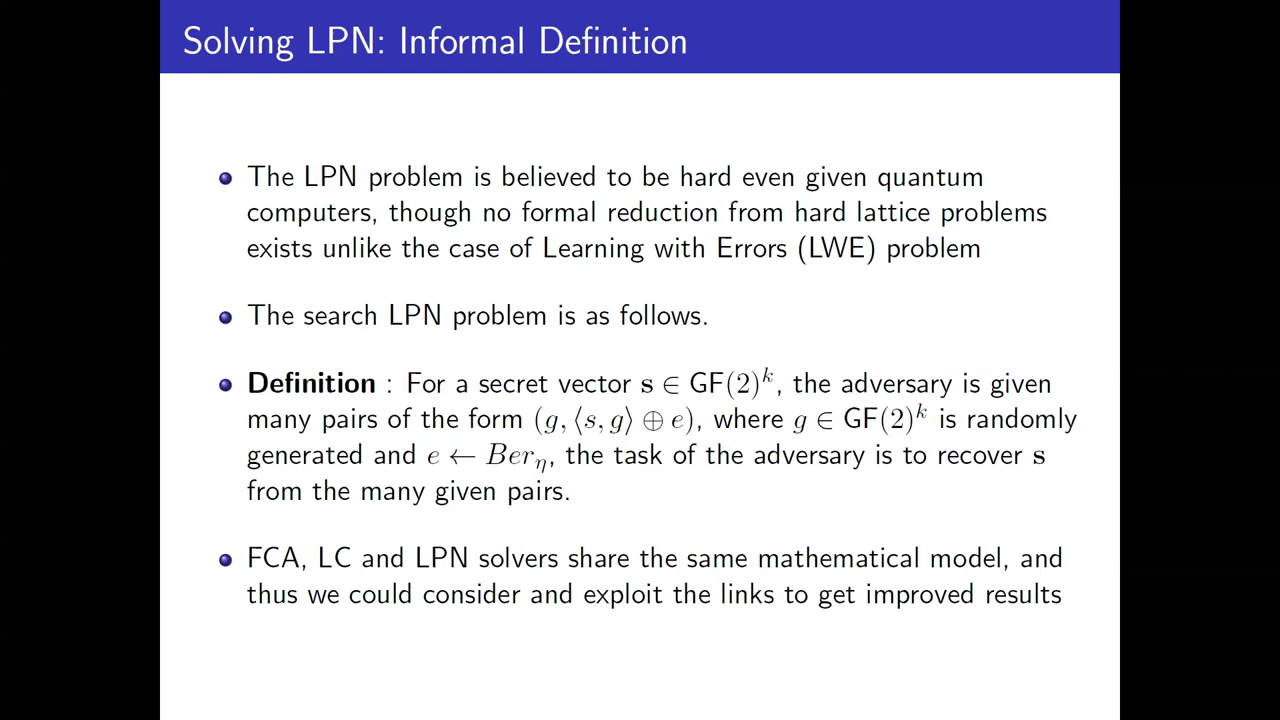 Solving LPN: Informal Definition
The LPN problem is believed to be hard even given quantum
computers, though no formal reduction from hard lattice problems
exists unlike the case of Learning with Errors (LWE) problem
The search LPN problem is as follows.
Definition : For a secret vector s ∈ GF(2)^k, the adversary is given
many pairs of the form (g, ⟨s, g⟩ ⊕ e), where g ∈ GF(2)^k is randomly
generated and e ← Ber_η, the task of the adversary is to recover s
from the many given pairs.
FCA, LC and LPN solvers share the same mathematical model, and
thus we could consider and exploit the links to get improved results